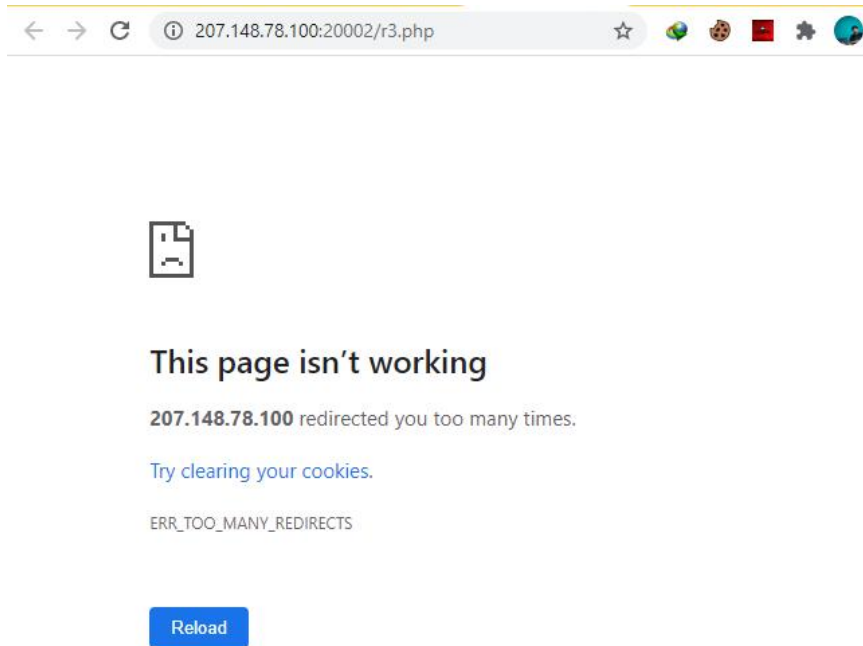 207.148.78.100:20002/r3.php
This page isn’t working
207.148.78.100 redirected you too many times.
Try clearing your cookies.
ERR_TOO_MANY_REDIRECTS
Reload